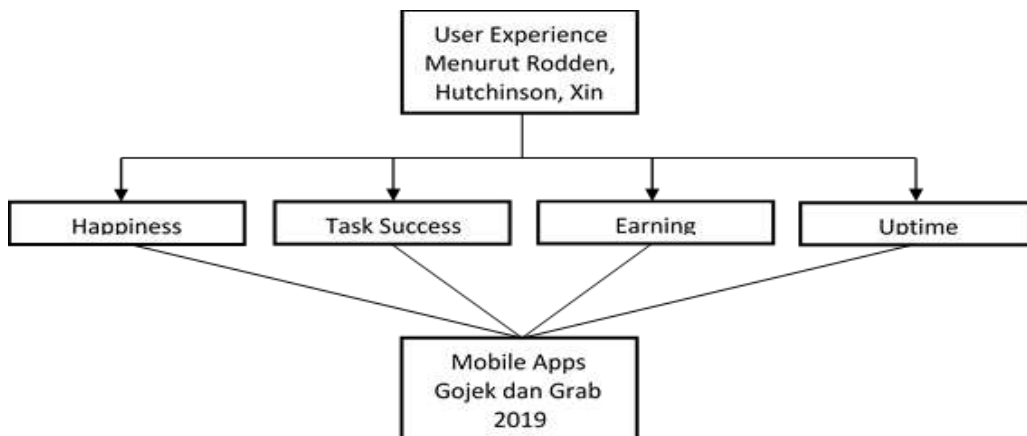 User Experience
Menurut Rodden,
Hutchinson, Xin
Happiness
Task Success
Earning
Uptime
Mobile Apps
Gojek dan Grab
2019